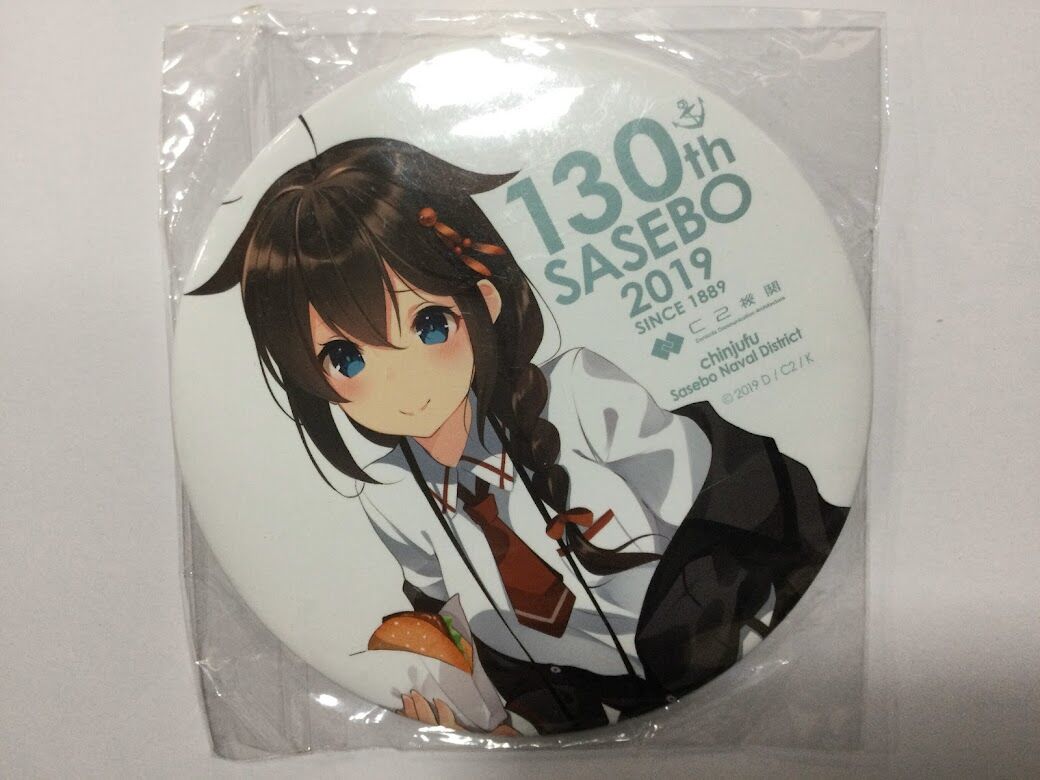 130th
SASEBO
2019
SINCE 1889
C2機関
chinjufu
Sasebo Naval District
© 2019 D / C2 / K